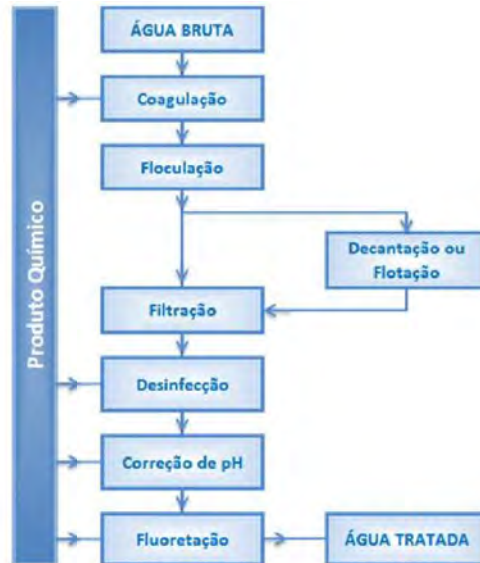 ÁGUA BRUTA
Coagulação
Floculação
Decantação ou
Flotação
Filtração
Desinfecção
Correção de pH
Fluoretação
ÁGUA TRATADA
Produto Químico